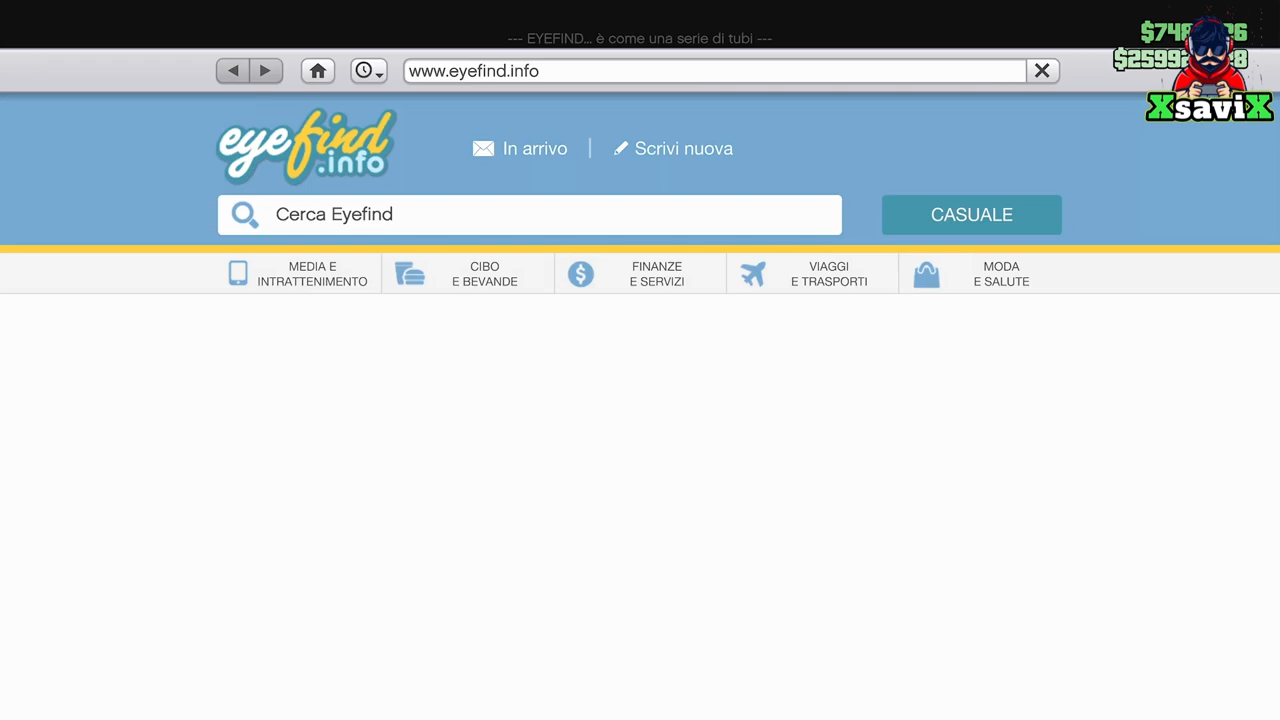 --- EYEFIND... è come una serie di tubi ---
www.eyefind.info
eyefind
.info
In arrivo
Scrivi nuova
Cerca Eyefind
CASUALE
MEDIA E
INTRATTENIMENTO
CIBO
E BEVANDE
FINANZE
E SERVIZI
VIAGGI
E TRASPORTI
MODA
E SALUTE
XsaviX